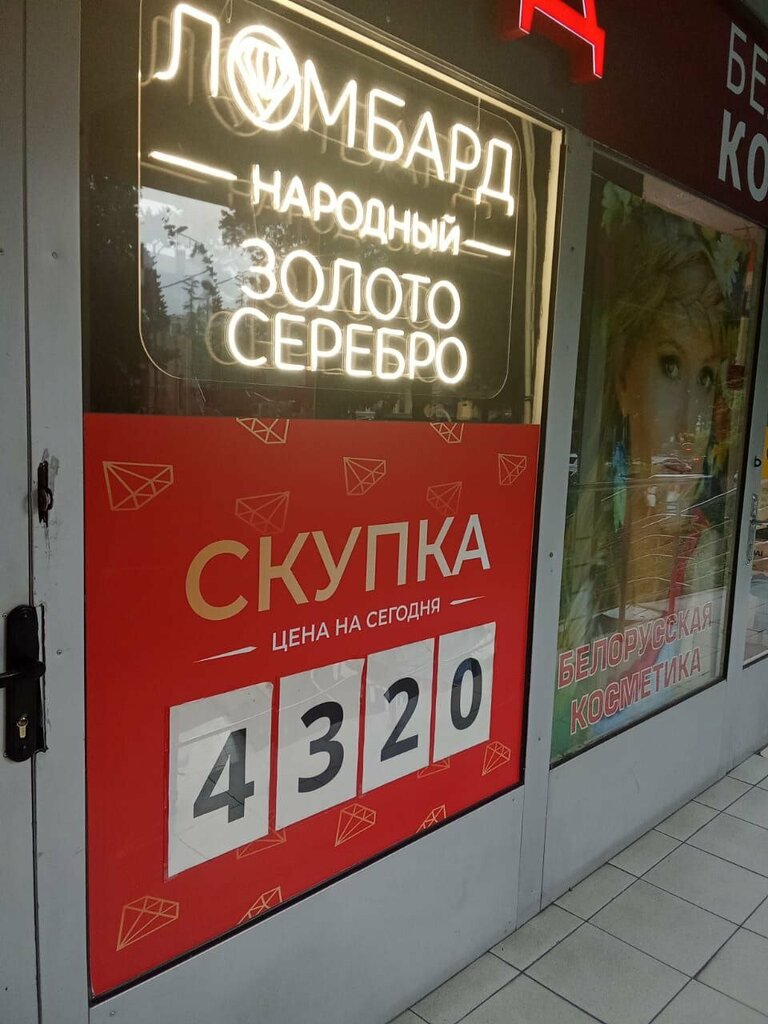 ЛОМБАРД
НАРОДНЫЙ
ЗОЛОТО
СЕРЕБРО
СКУПКА
ЦЕНА НА СЕГОДНЯ
4320
БЕЛОРУССКАЯ
КОСМЕТИКА